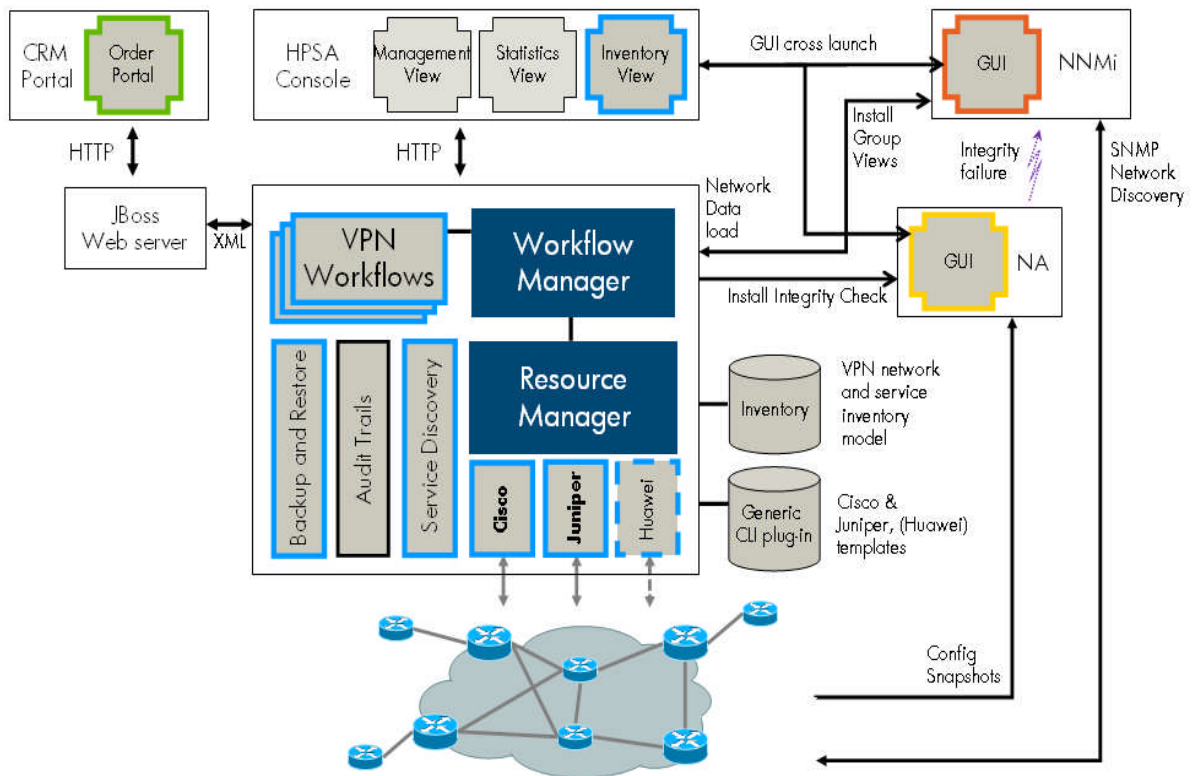 CRM
Portal
Order
Portal
HPSA
Console
Management
View
Statistics
View
Inventory
View
GUI cross launch
GUI
NNMi
HTTP
HTTP
Install
Group
Views
Integrity
failure
SNMP
Network
Discovery
JBoss
Web server
XML
VPN
Workflows
Workflow
Manager
Network
Data
load
GUI
NA
Install Integrity Check
Backup and Restore
Audit Trails
Service Discovery
Resource
Manager
Inventory
VPN network
and service
inventory
model
Cisco
Juniper
Huawei
Generic
CLI plug-in
Cisco &
Juniper, (Huawei)
templates
Config
Snapshots